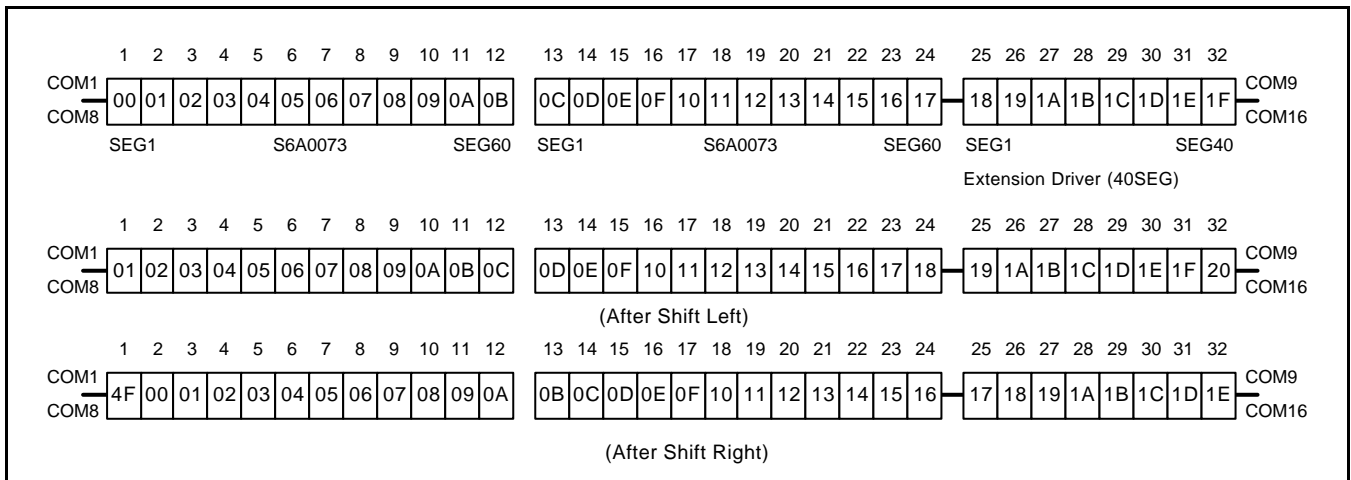 1 2 3 4 5 6 7 8 9 10 11 12 13 14 15 16 17 18 19 20 21 22 23 24 25 26 27 28 29 30 31 32
COM1 COM9
00 01 02 03 04 05 06 07 08 09 0A 0B 0C 0D 0E 0F 10 11 12 13 14 15 16 17 18 19 1A 1B 1C 1D 1E 1F
COM8 COM16
SEG1 S6A0073 SEG60 SEG1 S6A0073 SEG60 SEG1 SEG40
Extension Driver (40SEG)
1 2 3 4 5 6 7 8 9 10 11 12 13 14 15 16 17 18 19 20 21 22 23 24 25 26 27 28 29 30 31 32
COM1 COM9
01 02 03 04 05 06 07 08 09 0A 0B 0C 0D 0E 0F 10 11 12 13 14 15 16 17 18 19 1A 1B 1C 1D 1E 1F 20
COM8 COM16
(After Shift Left)
1 2 3 4 5 6 7 8 9 10 11 12 13 14 15 16 17 18 19 20 21 22 23 24 25 26 27 28 29 30 31 32
COM1 COM9
4F 00 01 02 03 04 05 06 07 08 09 0A 0B 0C 0D 0E 0F 10 11 12 13 14 15 16 17 18 19 1A 1B 1C 1D 1E
COM8 COM16
(After Shift Right)